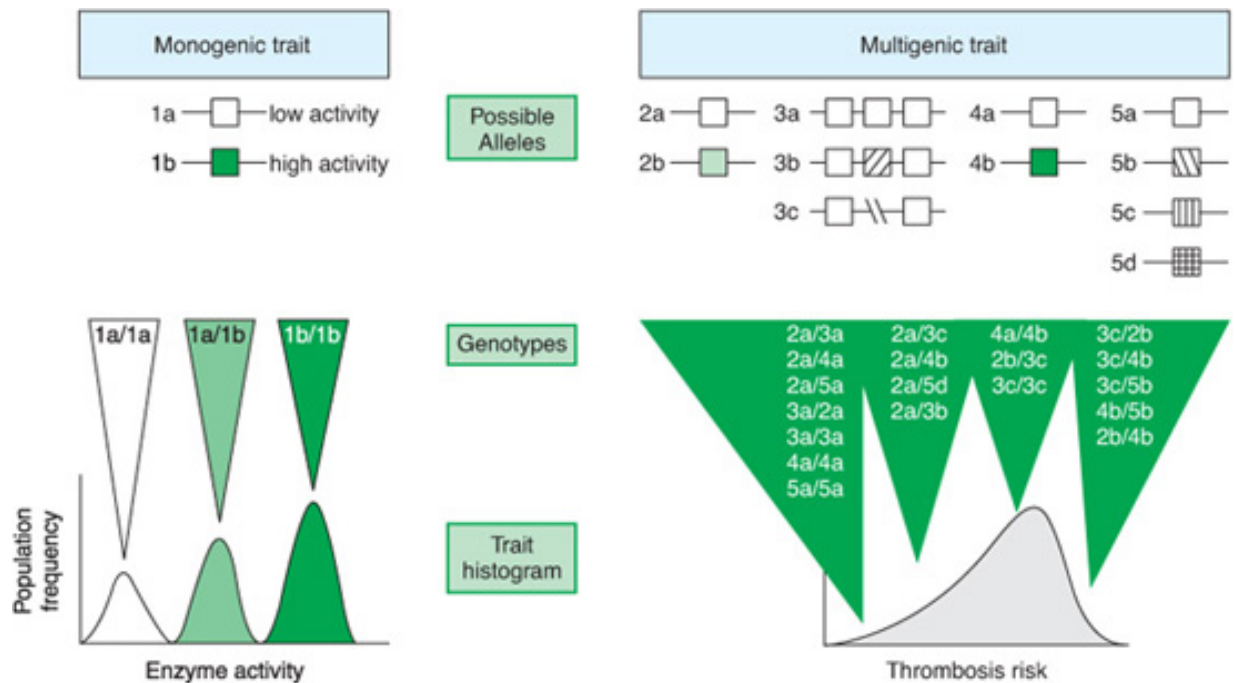 Monogenic trait
Multigenic trait
1a low activity
1b high activity
Possible
Alleles
2a
2b
3a
3b
3c
4a
4b
5a
5b
5c
5d
1a/1a
1a/1b
1b/1b
Genotypes
2a/3a
2a/4a
2a/5a
3a/2a
3a/3a
4a/4a
5a/5a
2a/3c
2a/4b
2a/5d
2a/3b
4a/4b
2b/3c
3c/3c
3c/2b
3c/4b
3c/5b
4b/5b
2b/4b
Population
frequency
Enzyme activity
Trait
histogram
Thrombosis risk